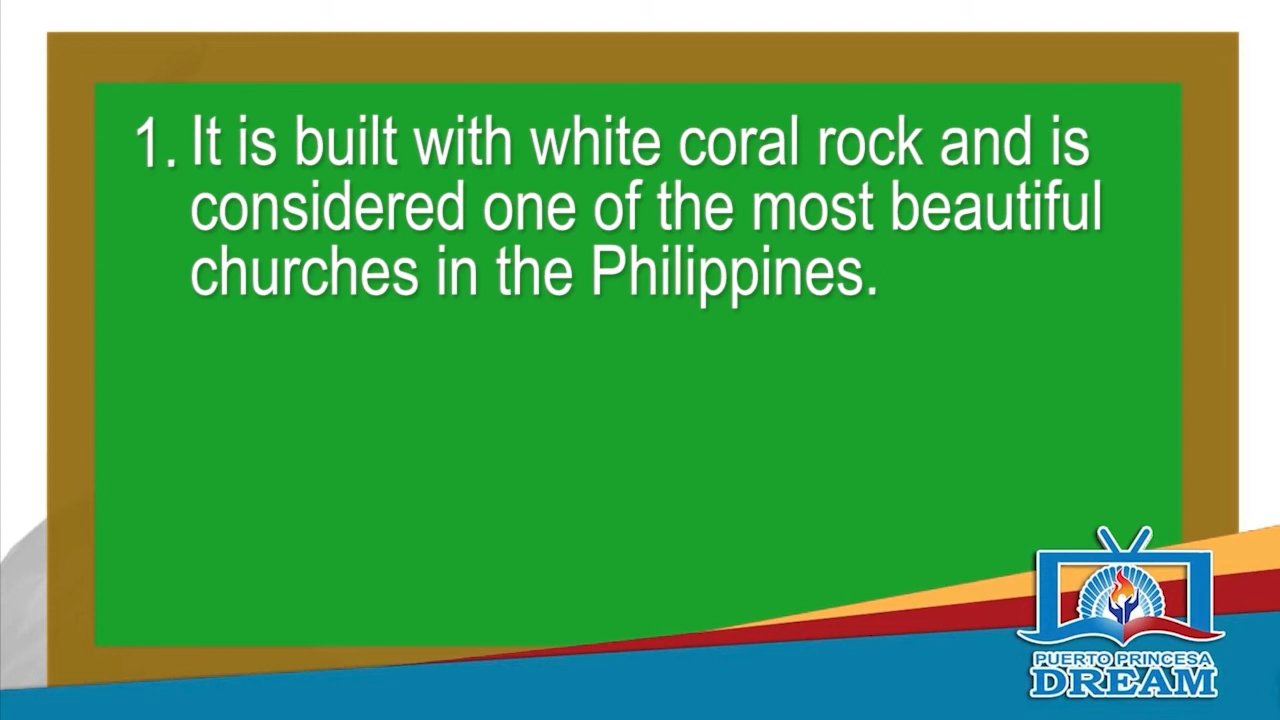 1. It is built with white coral rock and is
considered one of the most beautiful
churches in the Philippines.
PUERTO PRINCESA
DREAM